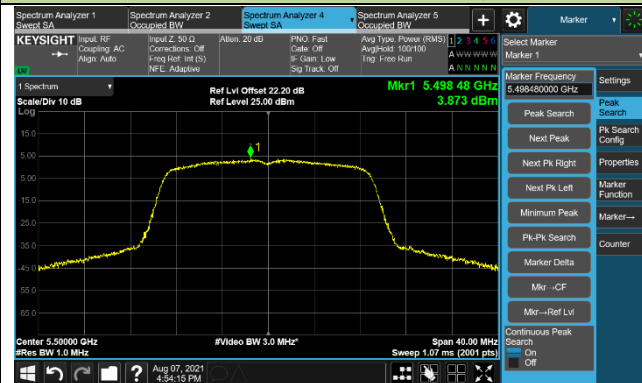 Spectrum Analyzer 1
Swept SA
Spectrum Analyzer 2
Occupied BW
Spectrum Analyzer 4
Swept SA
Spectrum Analyzer 5
Occupied BW
+
Marker
KEYSIGHT
Input: RF
Coupling: AC
Align: Auto
Input Z: 50 Ω
Corrections: Off
Freq Ref: Int (S)
NFE: Adaptive
Atten: 20 dB
PNO: Fast
Gate: Off
IF Gain: Low
Sig Track: Off
Avg Type: Power (RMS)
Avg|Hold: 100/100
Trig: Free Run
1 2 3 4 5 6
A W W W W W
A N N N N N
LXI
Select Marker
Marker 1
1 Spectrum
Scale/Div 10 dB
Log
Ref Lvl Offset 22.20 dB
Ref Level 25.00 dBm
Mkr1 5.498 48 GHz
3.873 dBm
1
15.0
5.00
-5.00
-15.0
-25.0
-35.0
-45.0
-55.0
-65.0
Center 5.50000 GHz
#Res BW 1.0 MHz
#Video BW 3.0 MHz*
Span 40.00 MHz
Sweep 1.07 ms (2001 pts)
Marker Frequency
5.498480000 GHz
Peak Search
Next Peak
Next Pk Right
Next Pk Left
Minimum Peak
Pk-Pk Search
Marker Delta
Mkr→CF
Mkr→Ref Lvl
Continuous Peak
Search
On
Off
Settings
Peak
Search
Pk Search
Config
Properties
Marker
Function
Marker→
Counter
?
Aug 07, 2021
4:54:15 PM